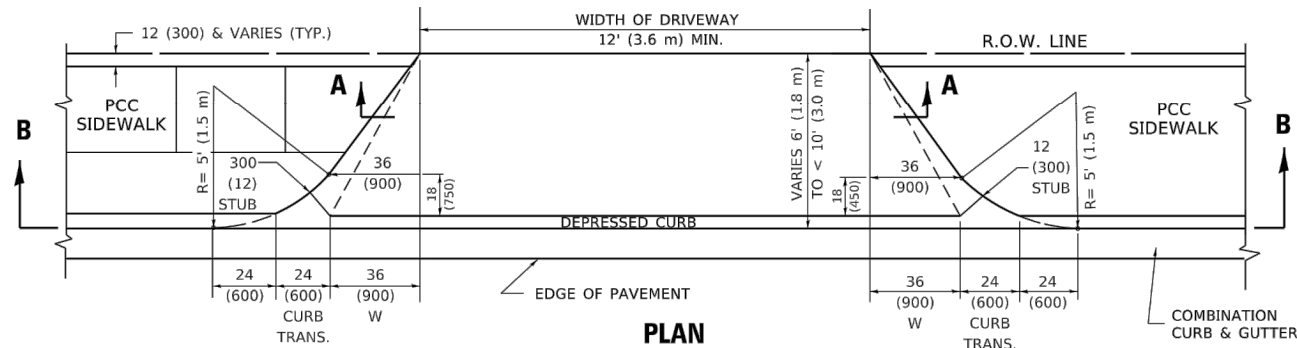 12 (300) & VARIES (TYP.)
WIDTH OF DRIVEWAY
12' (3.6 m) MIN.
R.O.W. LINE
A
A
B
PCC
SIDEWALK
R= 5' (1.5 m)
300
(12)
STUB
36
(900)
18
(750)
VARIES 6' (1.8 m)
TO < 10' (3.0 m)
36
(900)
18
(450)
12
(300)
STUB
R= 5' (1.5 m)
PCC
SIDEWALK
B
DEPRESSED CURB
24
(600)
24
(600)
CURB
TRANS.
36
(900)
W
EDGE OF PAVEMENT
PLAN
36
(900)
W
24
(600)
CURB
TRANS.
24
(600)
COMBINATION
CURB & GUTTER